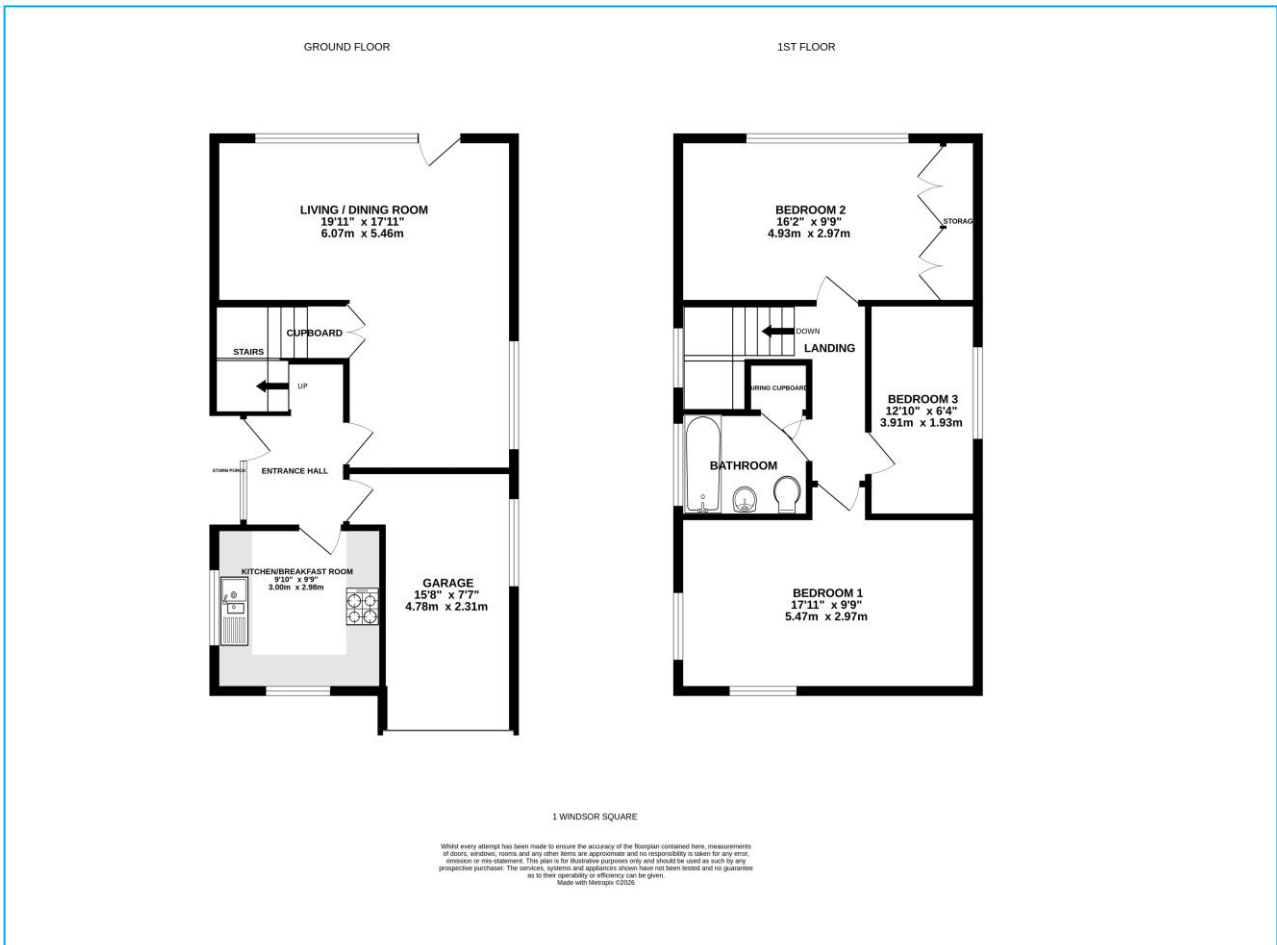 GROUND FLOOR
1ST FLOOR
LIVING / DINING ROOM
19'11" x 17'11"
6.07m x 5.46m
CUPBOARD
STAIRS
UP
STORM PORCH
ENTRANCE HALL
KITCHEN/BREAKFAST ROOM
9'10" x 9'9"
3.00m x 2.98m
GARAGE
15'8" x 7'7"
4.78m x 2.31m
BEDROOM 2
16'2" x 9'9"
4.93m x 2.97m
STORAG
DOWN
LANDING
AIRING CUPBOARD
BEDROOM 3
12'10" x 6'4"
3.91m x 1.93m
BATHROOM
BEDROOM 1
17'11" x 9'9"
5.47m x 2.97m
1 WINDSOR SQUARE
Whilst every attempt has been made to ensure the accuracy of the floorplan contained here, measurements
of doors, windows, rooms and any other items are approximate and no responsibility is taken for any error,
omission or mis-statement. This plan is for illustrative purposes only and should be used as such by any
prospective purchaser. The services, systems and appliances shown have not been tested and no guarantee
as to their operability or efficiency can be given.
Made with Metropix ©2026